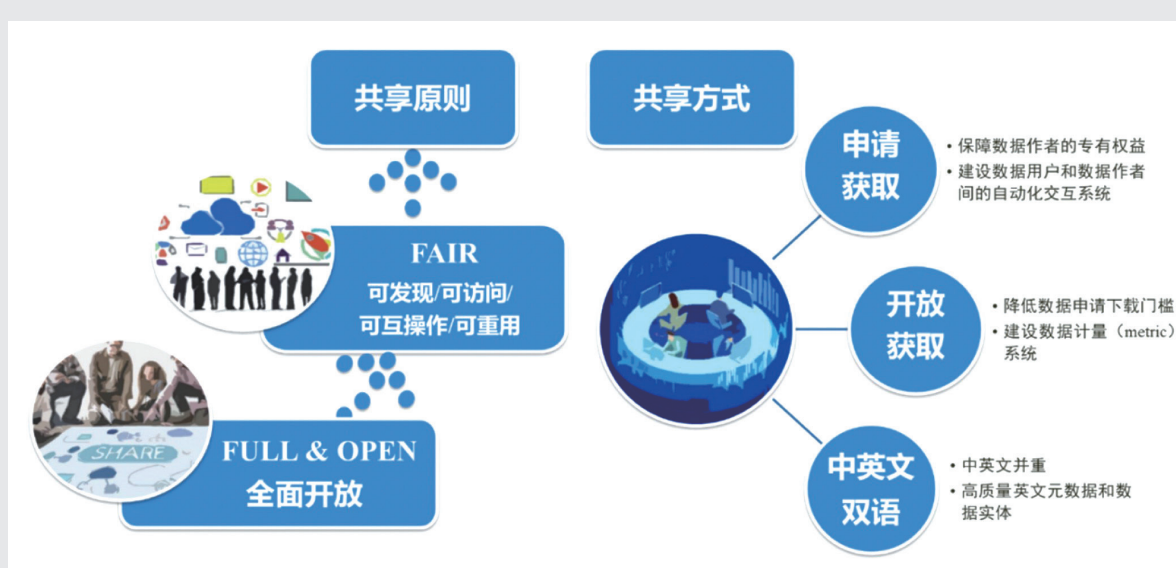 共享原则
FAIR
可发现/可访问/
可互操作/可重用
SHARE
FULL & OPEN
全面开放
共享方式
申请
获取
• 保障数据作者的专有权益
• 建设数据用户和数据作者
间的自动化交互系统
开放
获取
• 降低数据申请下载门槛
• 建设数据计量（metric）
系统
中英文
双语
• 中英文并重
• 高质量英文元数据和数
据实体